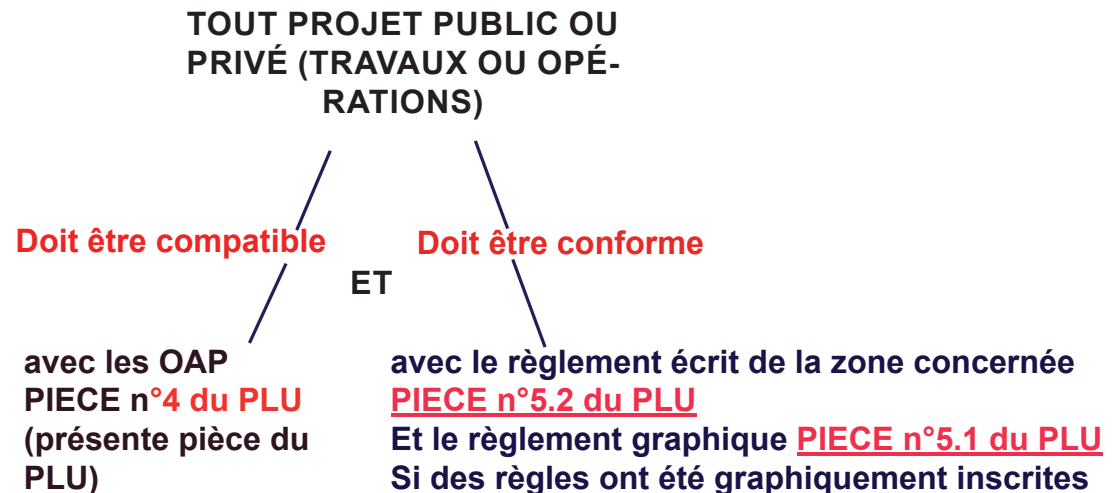 TOUT PROJET PUBLIC OU
PRIVÉ (TRAVAUX OU OPÉ-
RATIONS)
Doit être compatible
Doit être conforme
ET
avec les OAP
PIECE n°4 du PLU
(présente pièce du
PLU)
avec le règlement écrit de la zone concernée
PIECE n°5.2 du PLU
Et le règlement graphique PIECE n°5.1 du PLU
Si des règles ont été graphiquement inscrites